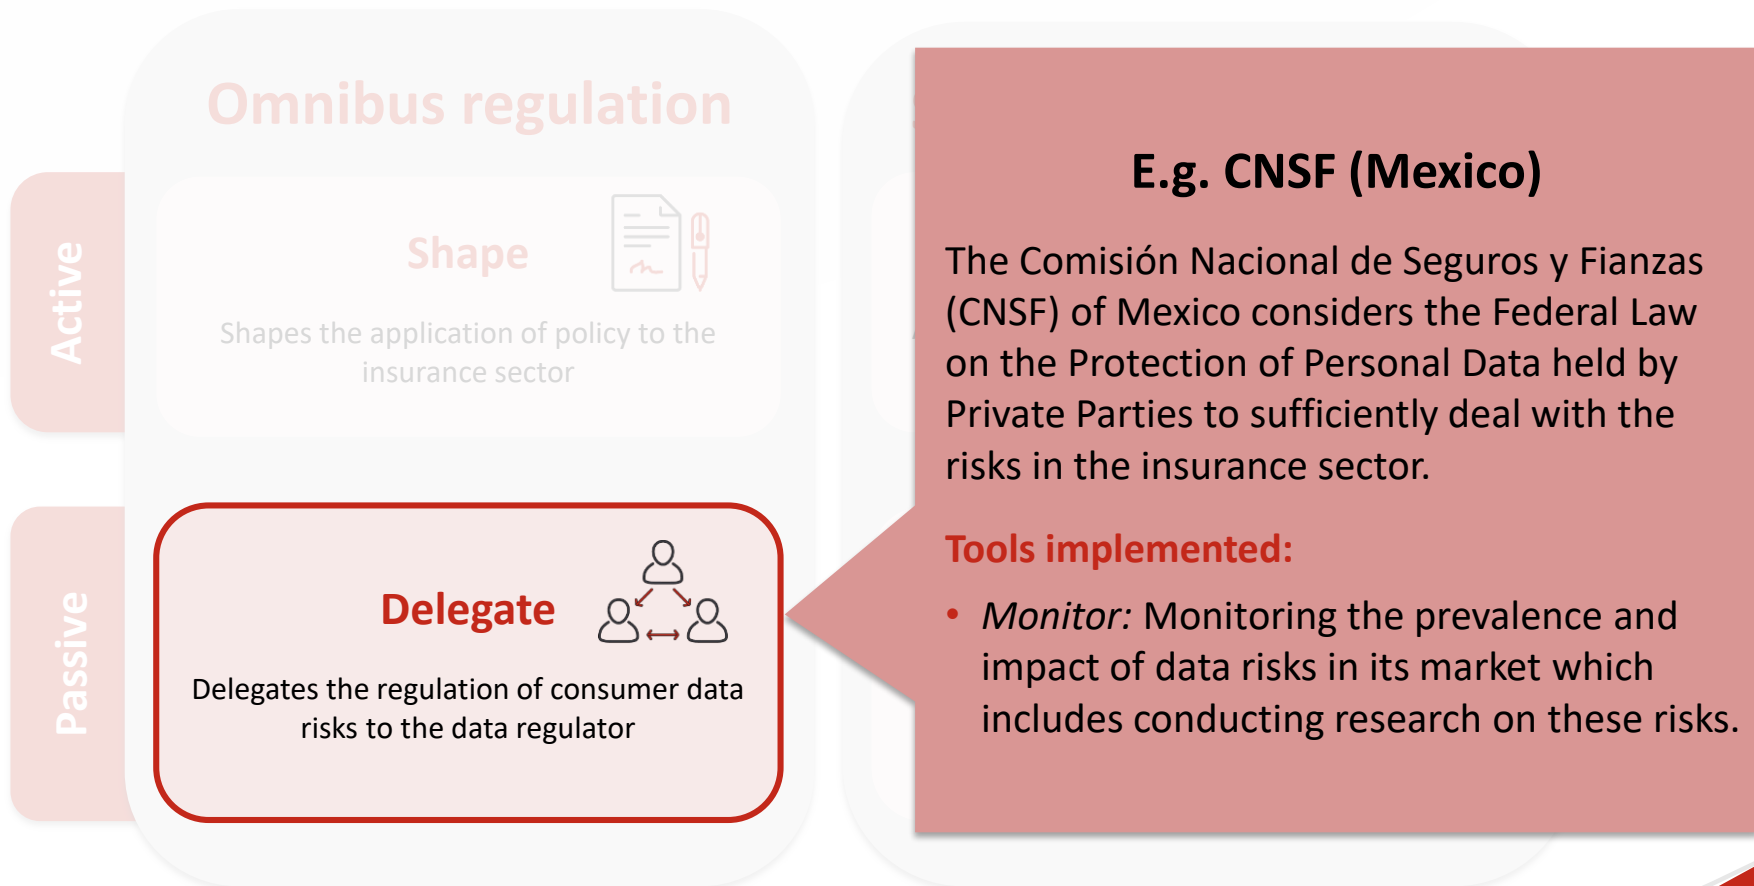 Omnibus regulation
Active
Shape
Shapes the application of policy to the
insurance sector
Passive
Delegate
Delegates the regulation of consumer data
risks to the data regulator
E.g. CNSF (Mexico)
The Comisión Nacional de Seguros y Fianzas
(CNSF) of Mexico considers the Federal Law
on the Protection of Personal Data held by
Private Parties to sufficiently deal with the
risks in the insurance sector.
Tools implemented:
• Monitor: Monitoring the prevalence and
impact of data risks in its market which
includes conducting research on these risks.